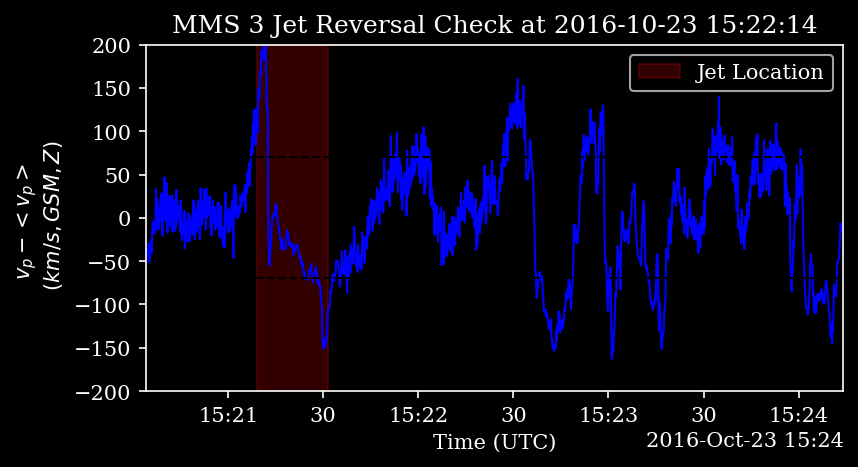 MMS 3 Jet Reversal Check at 2016-10-23 15:22:14
v_p − < v_p >
(km/s, GSM, Z)
200
150
100
50
0
−50
−100
−150
−200
Jet Location
15:21
30
15:22
30
15:23
30
15:24
Time (UTC)
2016-Oct-23 15:24